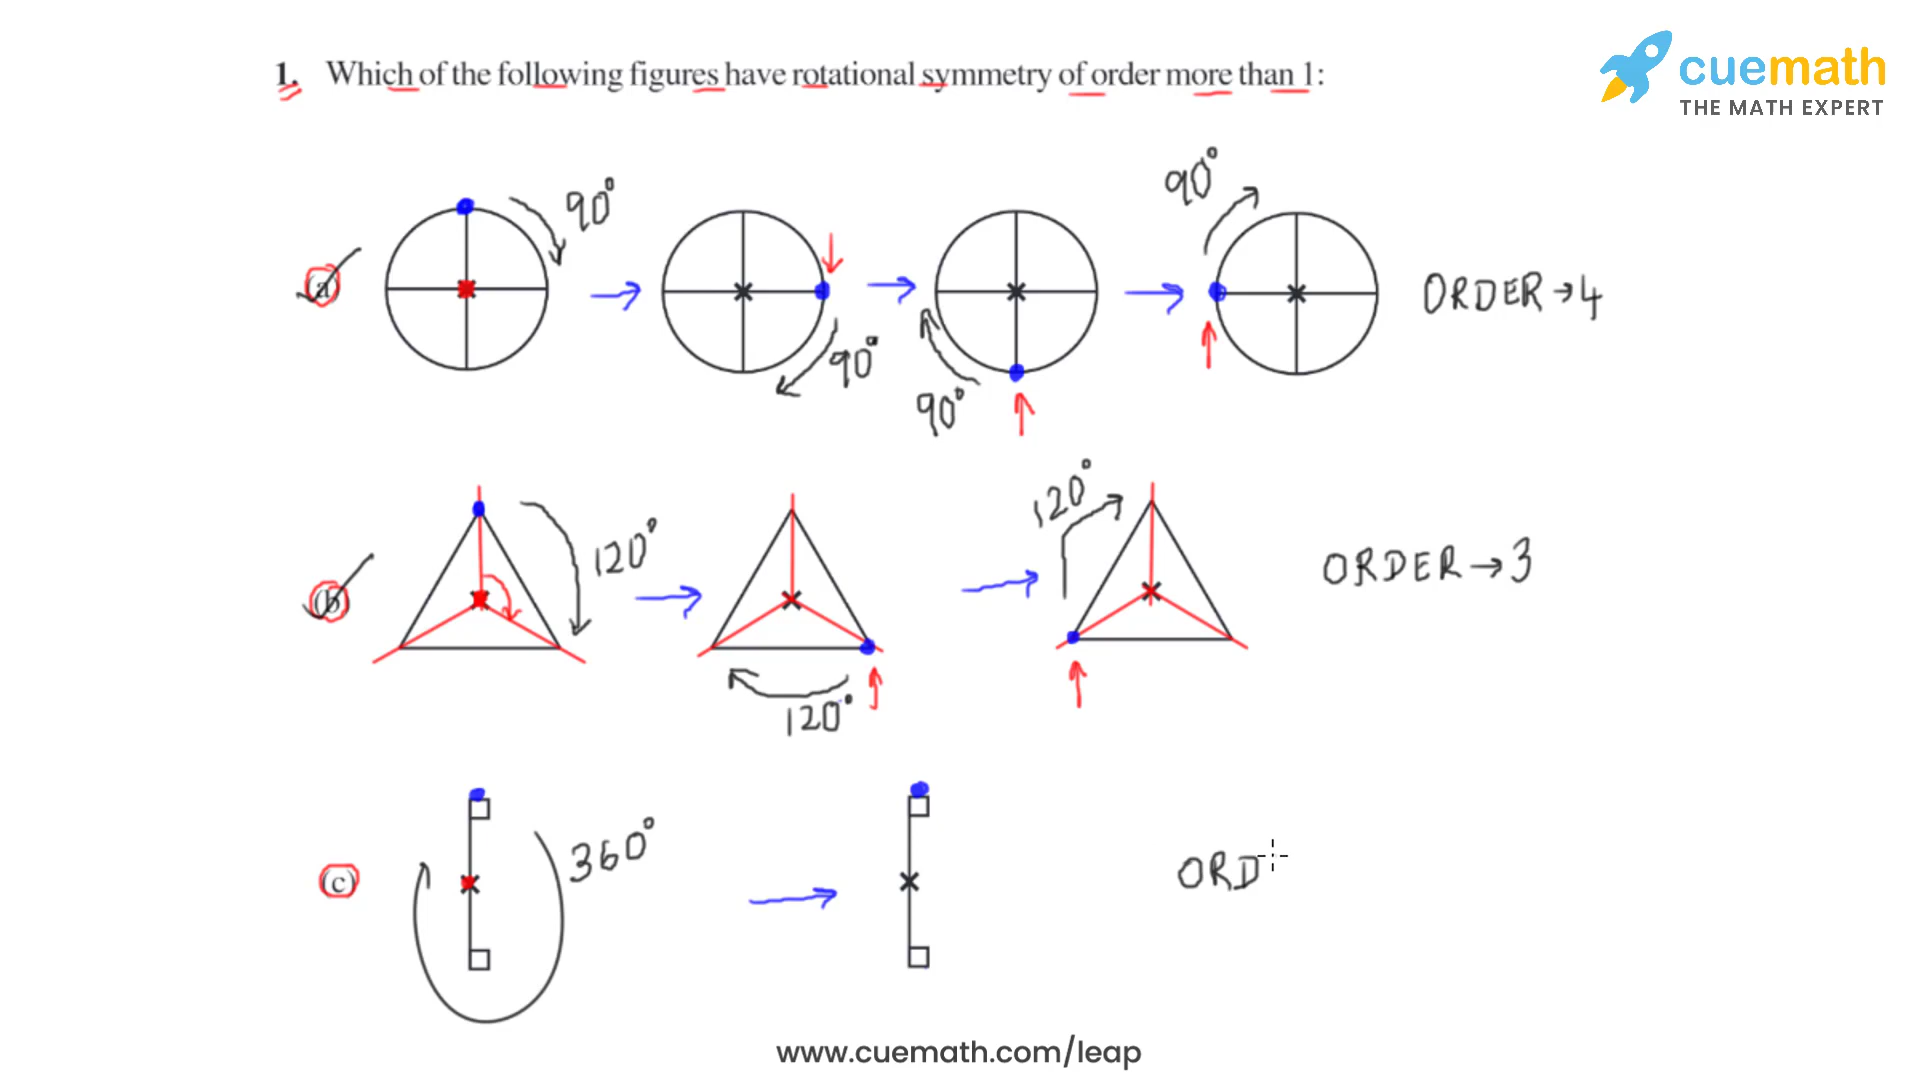 1. Which of the following figures have rotational symmetry of order more than 1:
cuemath
THE MATH EXPERT
(a)
90°
90°
90°
90°
ORDER → 4
(b)
120°
120°
120°
ORDER → 3
(c)
360°
ORD
www.cuemath.com/leap